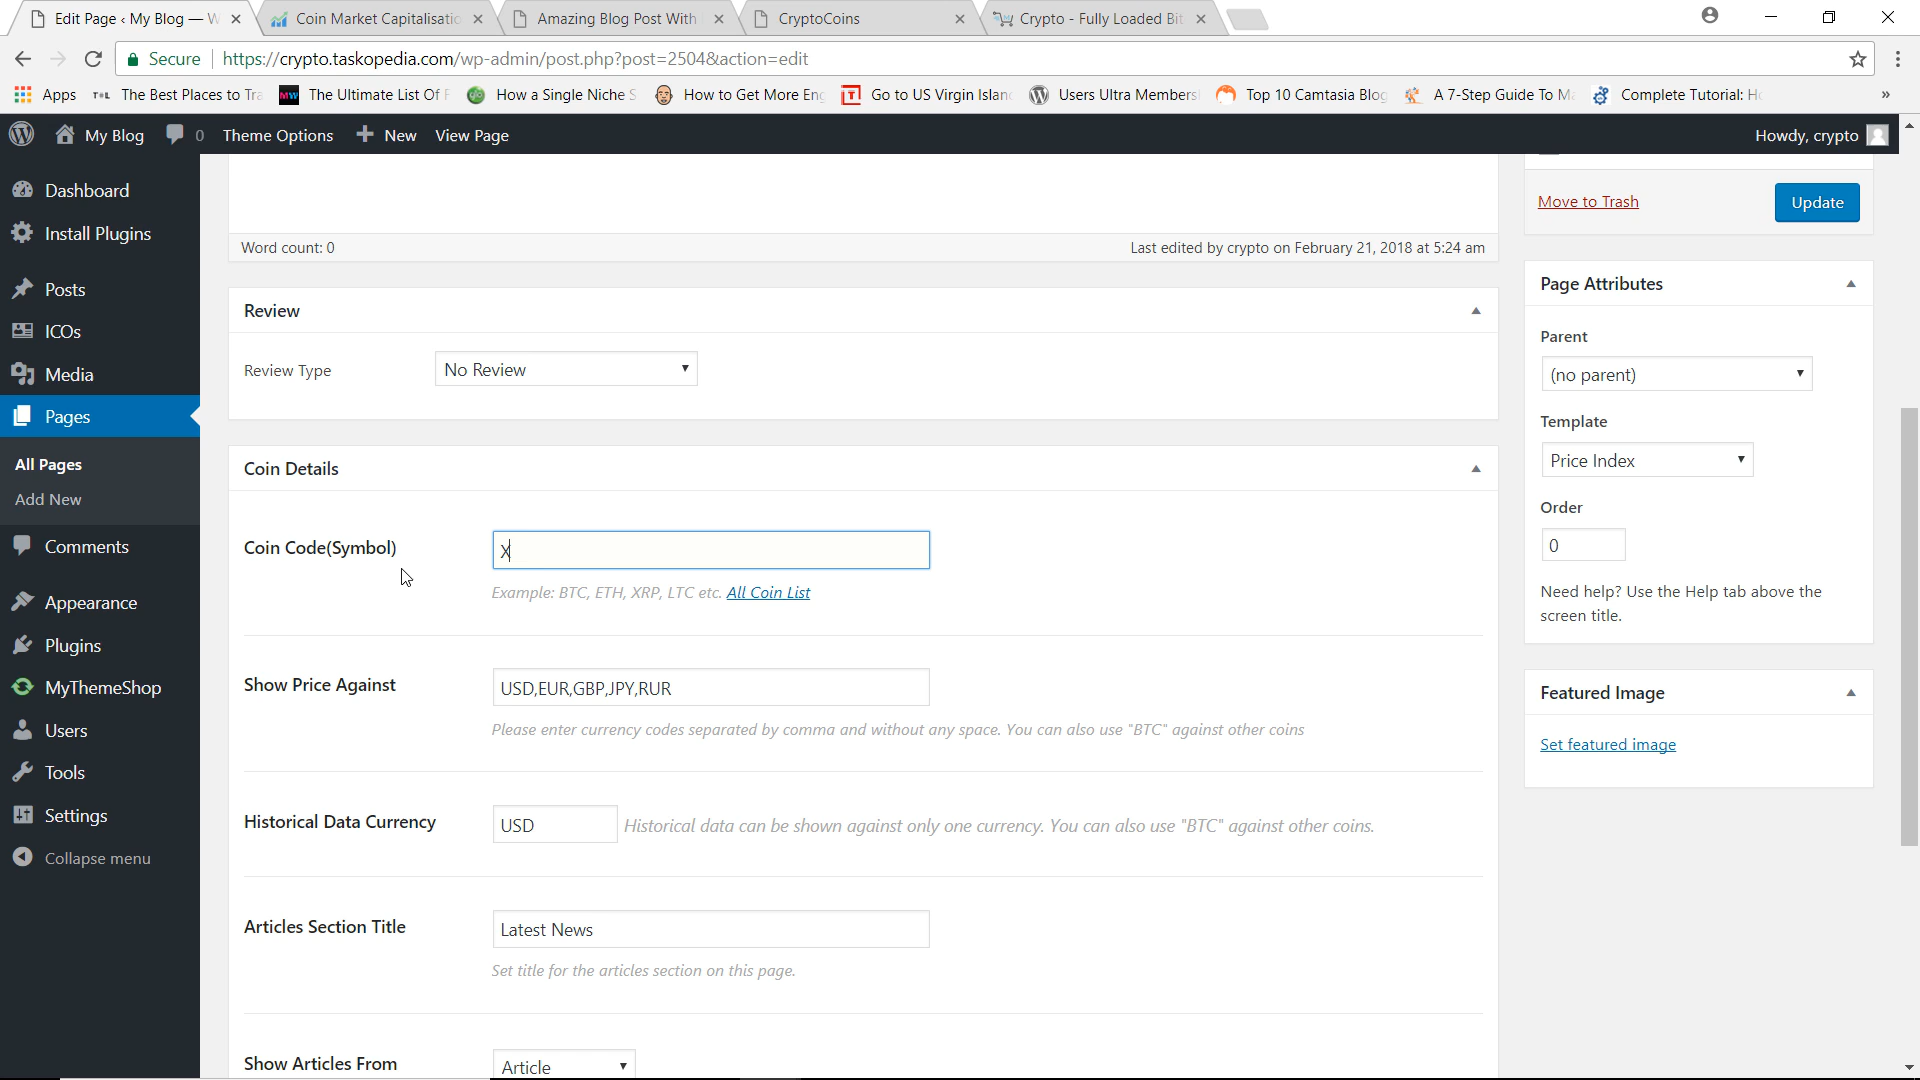 Edit Page ‹ My Blog — W
Coin Market Capitalisatio
Amazing Blog Post With
CryptoCoins
Crypto - Fully Loaded Bit
Secure
https://crypto.taskopedia.com/wp-admin/post.php?post=2504&action=edit
Apps
T+L
The Best Places to Tra
MW
The Ultimate List Of F
How a Single Niche S
How to Get More Eng
Go to US Virgin Islan
Users Ultra Members
Top 10 Camtasia Blog
A 7-Step Guide To Ma
Complete Tutorial: H
»
My Blog
0
Theme Options
New
View Page
Howdy, crypto
Dashboard
Install Plugins
Posts
ICOs
Media
Pages
All Pages
Add New
Comments
Appearance
Plugins
MyThemeShop
Users
Tools
Settings
Collapse menu
Word count: 0
Last edited by crypto on February 21, 2018 at 5:24 am
Review
Review Type
No Review
Coin Details
Coin Code(Symbol)
X
Example: BTC, ETH, XRP, LTC etc. All Coin List
Show Price Against
USD,EUR,GBP,JPY,RUR
Please enter currency codes separated by comma and without any space. You can also use "BTC" against other coins
Historical Data Currency
USD
Historical data can be shown against only one currency. You can also use "BTC" against other coins.
Articles Section Title
Latest News
Set title for the articles section on this page.
Show Articles From
Article
Move to Trash
Update
Page Attributes
Parent
(no parent)
Template
Price Index
Order
0
Need help? Use the Help tab above the
screen title.
Featured Image
Set featured image